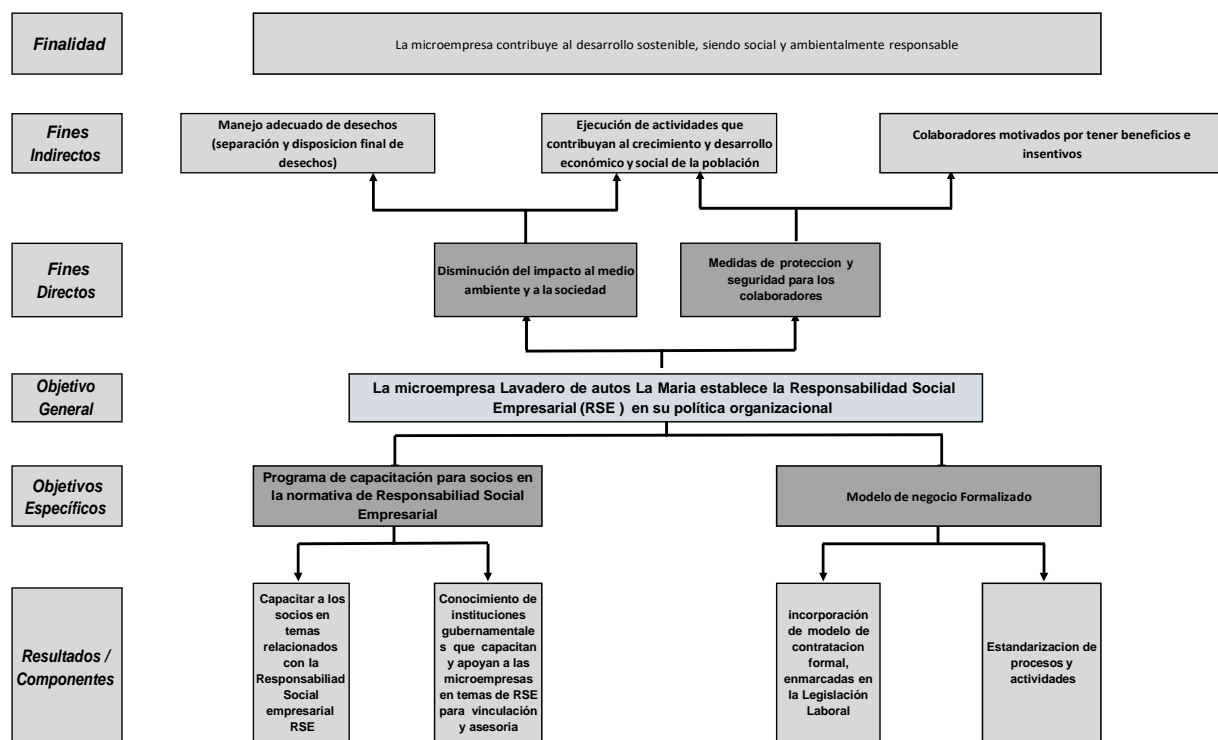 Finalidad
La microempresa contribuye al desarrollo sostenible, siendo social y ambientalmente responsable
Fines
Indirectos
Manejo adecuado de desechos
(separación y disposicion final de
desechos)
Ejecución de actividades que
contribuyan al crecimiento y desarrollo
económico y social de la población
Colaboradores motivados por tener beneficios e
insentivos
Fines
Directos
Disminución del impacto al medio
ambiente y a la sociedad
Medidas de proteccion y
seguridad para los
colaboradores
Objetivo
General
La microempresa Lavadero de autos La Maria establece la Responsabilidad Social
Empresarial (RSE ) en su política organizacional
Objetivos
Específicos
Programa de capacitación para socios en
la normativa de Responsabiliad Social
Empresarial
Modelo de negocio Formalizado
Resultados /
Componentes
Capacitar a los
socios en
temas
relacionados
con la
Responsabiliad
Social
empresarial
RSE
Conocimiento de
instituciones
gubernamentale
s que capacitan
y apoyan a las
microempresas
en temas de RSE
para vinculación
y asesoria
incorporación
de modelo de
contratacion
formal,
enmarcadas en
la Legislación
Laboral
Estandarizacion de
procesos y
actividades